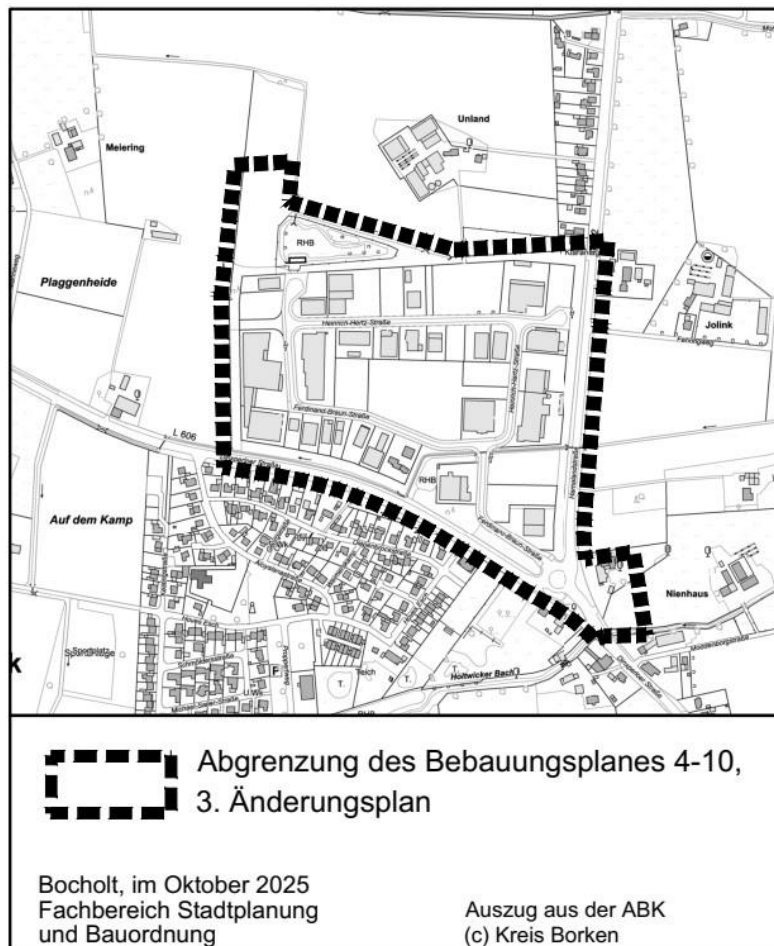 Unland
Meiering
RHB
Plaggenheide
Jolink
Heinrich-Hertz-Straße
Heinrich-Hertz-Straße
Ferdinand-Braun-Straße
L 606
RHB
Auf dem Kamp
Ferdinand-Braun-Straße
Nienhaus
Sportplatz
k
F
Teich
T.
T.
T.
Holtwicker Bach
U.Wk
Abgrenzung des Bebauungsplanes 4-10,
3. Änderungsplan
Bocholt, im Oktober 2025
Fachbereich Stadtplanung
und Bauordnung
Auszug aus der ABK
(c) Kreis Borken